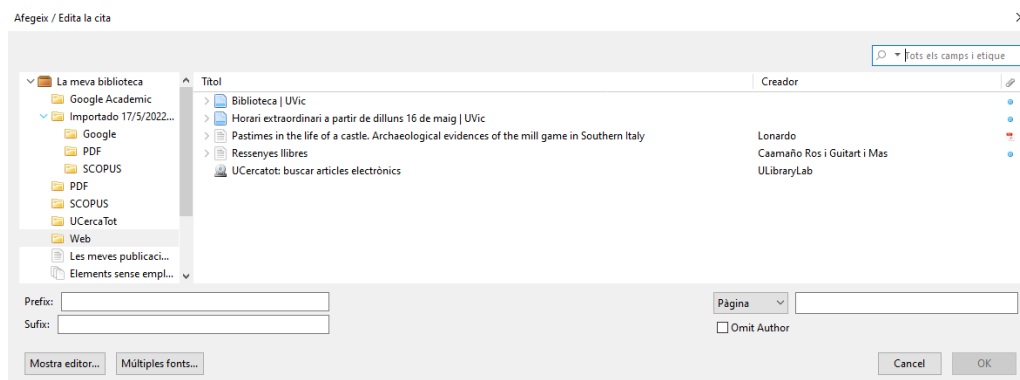 Afegeix / Edita la cita
Tots els camps i etique
La meva biblioteca
Google Academic
Importado 17/5/2022...
Google
PDF
SCOPUS
PDF
SCOPUS
UCercaTot
Web
Les meves publicaci...
Elements sense empl...
Títol Creador
Biblioteca | UVic
Horari extraordinari a partir de dilluns 16 de maig | UVic
Pastimes in the life of a castle. Archaeological evidences of the mill game in Southern Italy Lonardo
Ressenyes llibres Caamaño Ros i Guitart i Mas
UCercatot: buscar articles electrònics ULibraryLab
Prefix:
Sufix:
Pàgina
Omit Author
Mostra editor... Múltiples fonts... Cancel OK